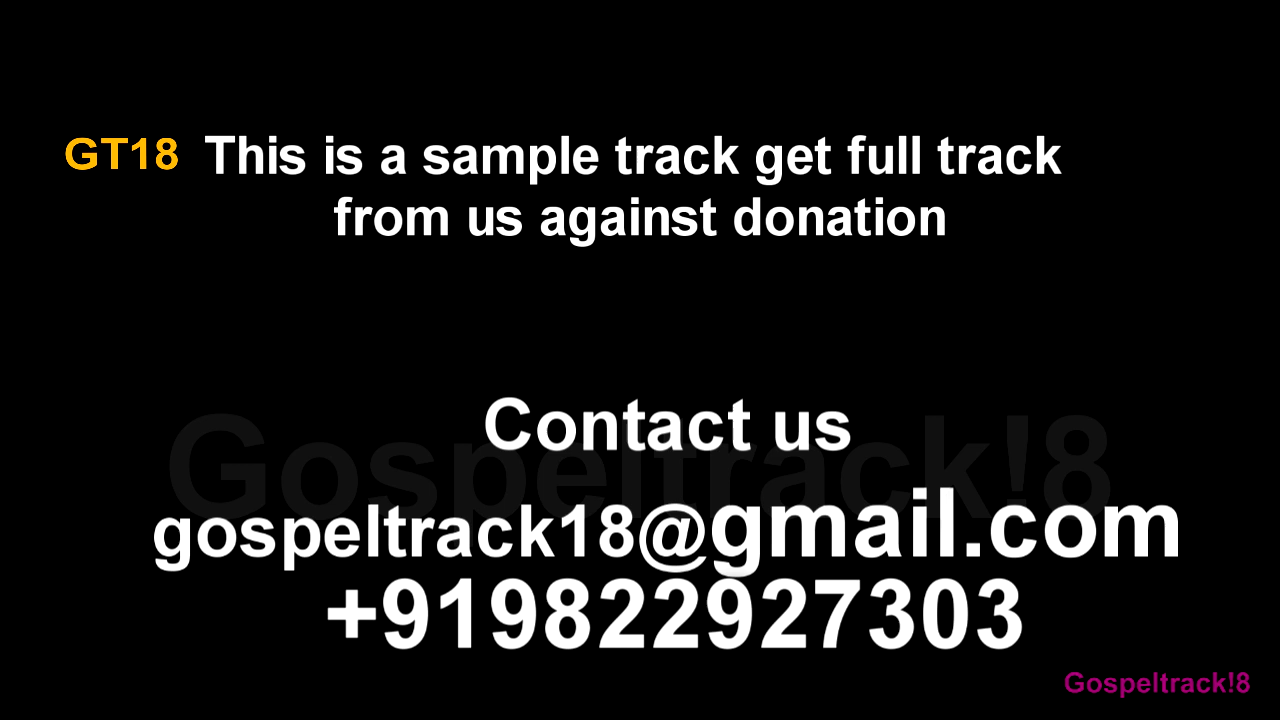 GT18 This is a sample track get full track
from us against donation
Contact us
Gospeltrack!8
gospeltrack18@gmail.com
+919822927303
Gospeltrack!8